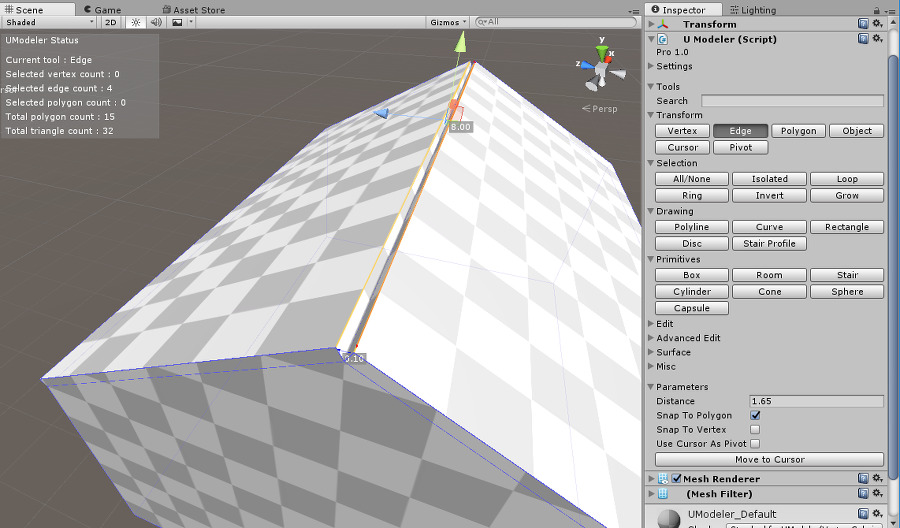 Scene
Game
Asset Store
Shaded
2D
Gizmos
All
UModeler Status
Current tool : Edge
Selected vertex count : 0
Selected edge count : 4
Selected polygon count : 0
Total polygon count : 15
Total triangle count : 32
8.00
y
x
z
Persp
Inspector
Lighting
Transform
U Modeler (Script)
Pro 1.0
Settings
Tools
Search
Transform
Vertex Edge Polygon Object
Cursor Pivot
Selection
All/None Isolated Loop
Ring Invert Grow
Drawing
Polyline Curve Rectangle
Disc Stair Profile
Primitives
Box Room Stair
Cylinder Cone Sphere
Capsule
Edit
Advanced Edit
Surface
Misc
Parameters
Distance 1.65
Snap To Polygon
Snap To Vertex
Use Cursor As Pivot
Move to Cursor
Mesh Renderer
(Mesh Filter)
UModeler_Default